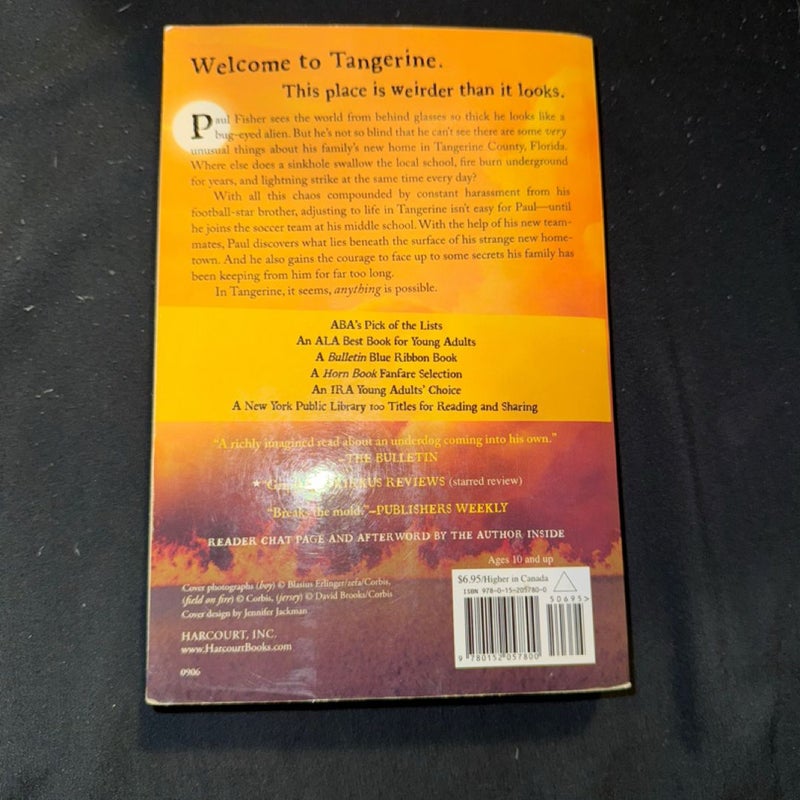 Welcome to Tangerine.
This place is weirder than it looks.
Paul Fisher sees the world from behind glasses so thick he looks like a
bug-eyed alien. But he's not so blind that he can't see there are some very
unusual things about his family's new home in Tangerine County, Florida.
Where else does a sinkhole swallow the local school, fire burn underground
for years, and lightning strike at the same time every day?
With all this chaos compounded by constant harassment from his
football-star brother, adjusting to life in Tangerine isn't easy for Paul—until
he joins the soccer team at his middle school. With the help of his new team-
mates, Paul discovers what lies beneath the surface of his strange new home-
town. And he also gains the courage to face up to some secrets his family has
been keeping from him for far too long.
In Tangerine, it seems, anything is possible.
ABA's Pick of the Lists
An ALA Best Book for Young Adults
A Bulletin Blue Ribbon Book
A Horn Book Fanfare Selection
An IRA Young Adults' Choice
A New York Public Library 100 Titles for Reading and Sharing
"A richly imagined read about an underdog coming into his own."
—THE BULLETIN
★ REVIEWS (starred review)
"Breaks the mold."—PUBLISHERS WEEKLY
READER CHAT PAGE AND AFTERWORD BY THE AUTHOR INSIDE
Ages 10 and up
$6.95/Higher in Canada
ISBN 978-0-15-205780-0
50695>
9 780152 057800
Cover photographs (boy) © Blasius Erlinger/zefa/Corbis,
(field on fire) © Corbis, (jersey) © David Brooks/Corbis
Cover design by Jennifer Jackman
HARCOURT, INC.
www.HarcourtBooks.com
0906